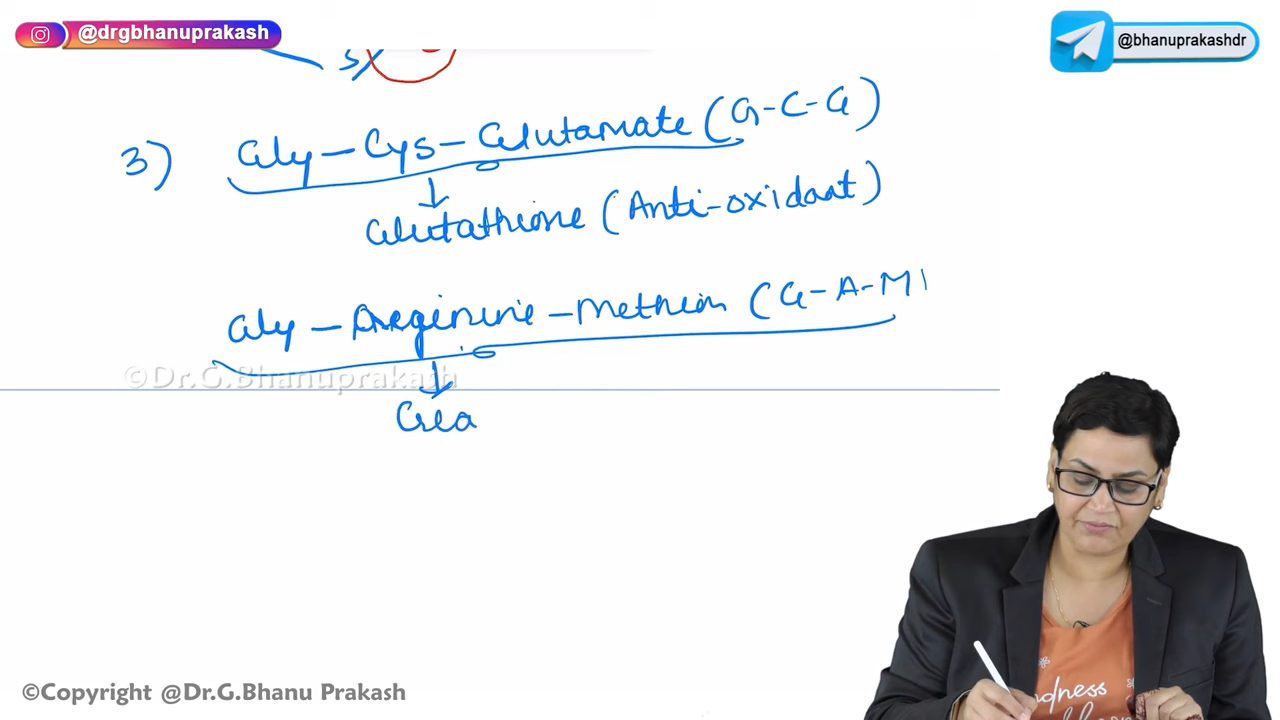 @drgbhanuprakash
@bhanuprakashdr
3) Gly - Cys - Glutamate (G-C-G)
Glutathione (Anti-oxidant)
Gly - Arginine - Methion (G-A-M)
©Dr.G.Bhanuprakash
Crea
kindness
©Copyright @Dr.G.Bhanu Prakash